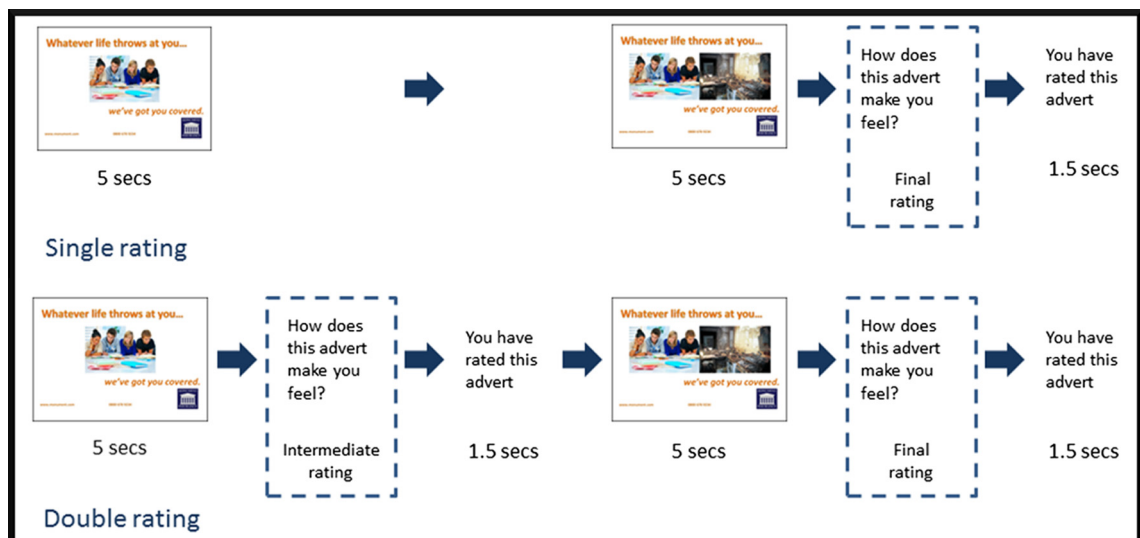 Whatever life throws at you...
we've got you covered.
5 secs
Whatever life throws at you...
we've got you covered.
5 secs
How does
this advert
make you
feel?
Final
rating
You have
rated this
advert
1.5 secs
Single rating
Whatever life throws at you...
we've got you covered.
5 secs
How does
this advert
make you
feel?
Intermediate
rating
You have
rated this
advert
1.5 secs
Whatever life throws at you...
we've got you covered.
5 secs
How does
this advert
make you
feel?
Final
rating
You have
rated this
advert
1.5 secs
Double rating